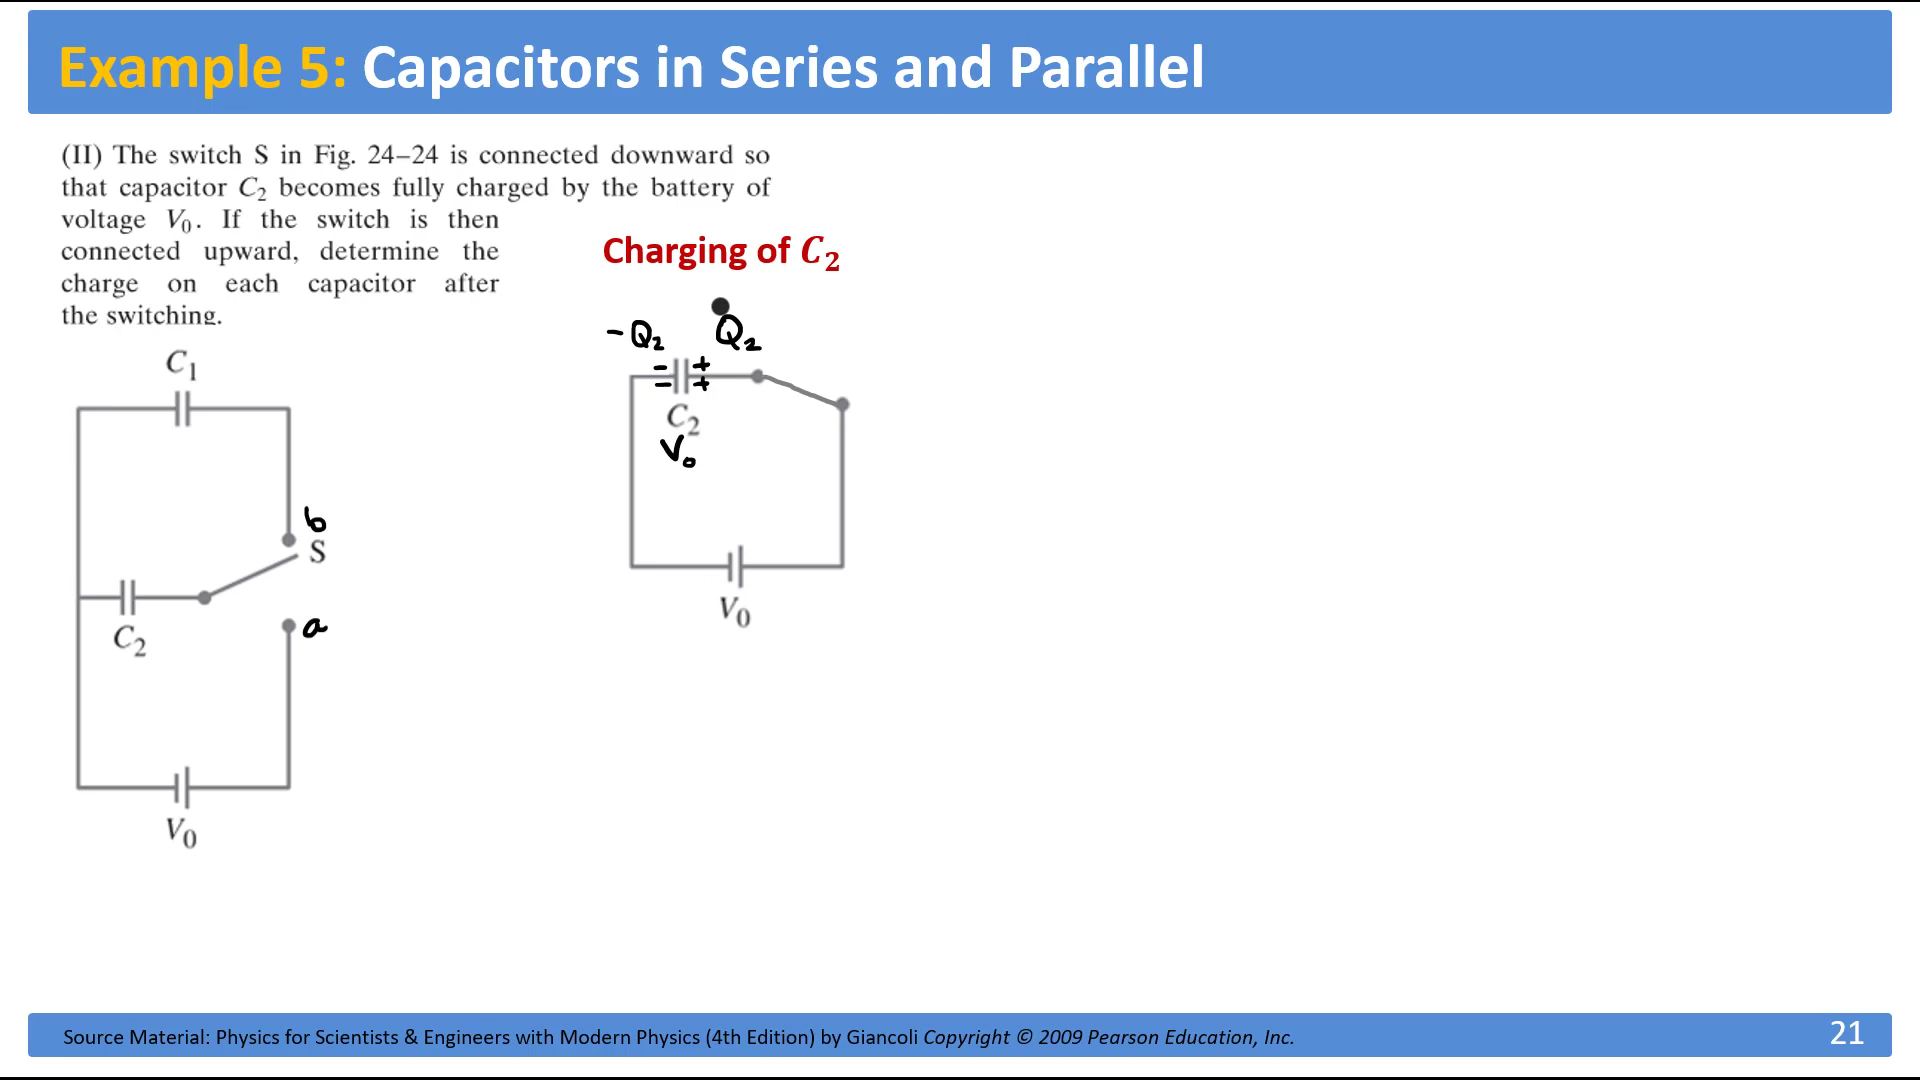 Example 5: Capacitors in Series and Parallel
(II) The switch S in Fig. 24–24 is connected downward so
that capacitor C₂ becomes fully charged by the battery of
voltage V₀. If the switch is then
connected upward, determine the
charge on each capacitor after
the switching.
Charging of C₂
-Q₂ Q₂
- + 
- +
C₂
V₀
V₀
C₁
b
S
a
C₂
V₀
Source Material: Physics for Scientists & Engineers with Modern Physics (4th Edition) by Giancoli Copyright © 2009 Pearson Education, Inc.
21